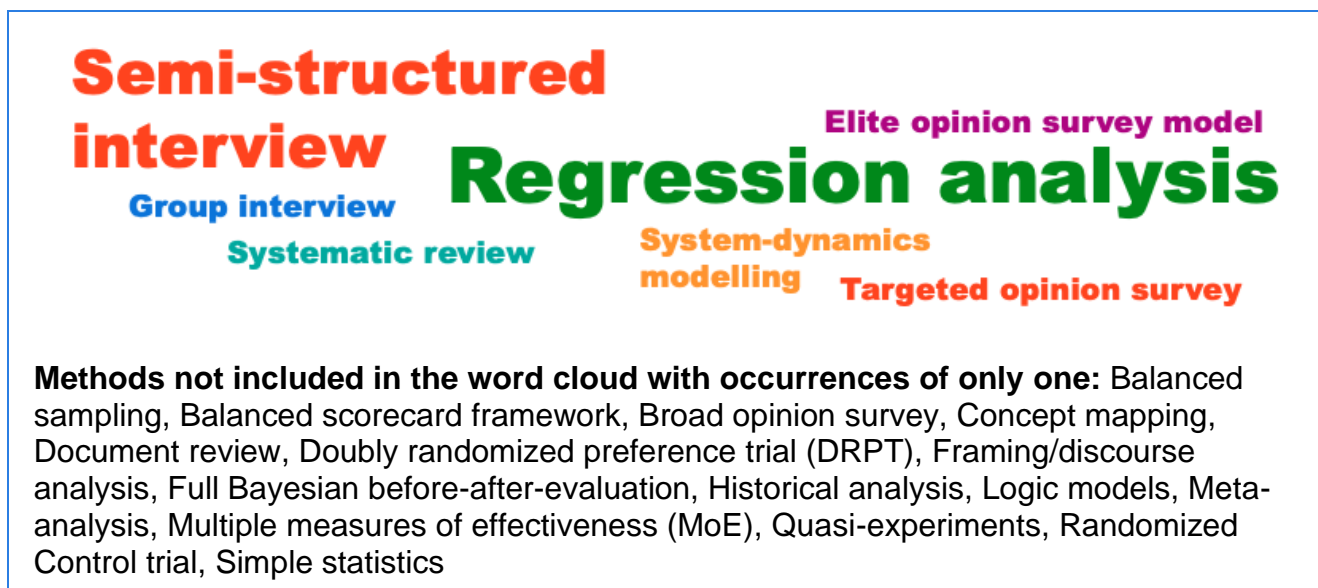 Semi-structured
interview
Elite opinion survey model
Regression analysis
Group interview
Systematic review
System-dynamics
modelling
Targeted opinion survey
Methods not included in the word cloud with occurrences of only one: Balanced
sampling, Balanced scorecard framework, Broad opinion survey, Concept mapping,
Document review, Doubly randomized preference trial (DRPT), Framing/discourse
analysis, Full Bayesian before-after-evaluation, Historical analysis, Logic models, Meta-
analysis, Multiple measures of effectiveness (MoE), Quasi-experiments, Randomized
Control trial, Simple statistics